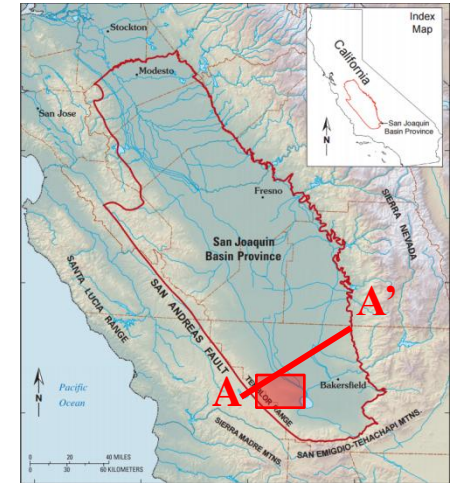 Index
Map
California
San Joaquin
Basin Province
N
Stockton
Modesto
San Jose
Fresno
SIERRA NEVADA
San Joaquin
Basin Province
SANTA LUCIA RANGE
SAN ANDREAS FAULT
A'
A
TEMBLOR RANGE
Bakersfield
N
Pacific
Ocean
SIERRA MADRE MTNS.
SAN EMIGDIO-TEHACHAPI MTNS.
0 40 MILES
0 60 KILOMETERS